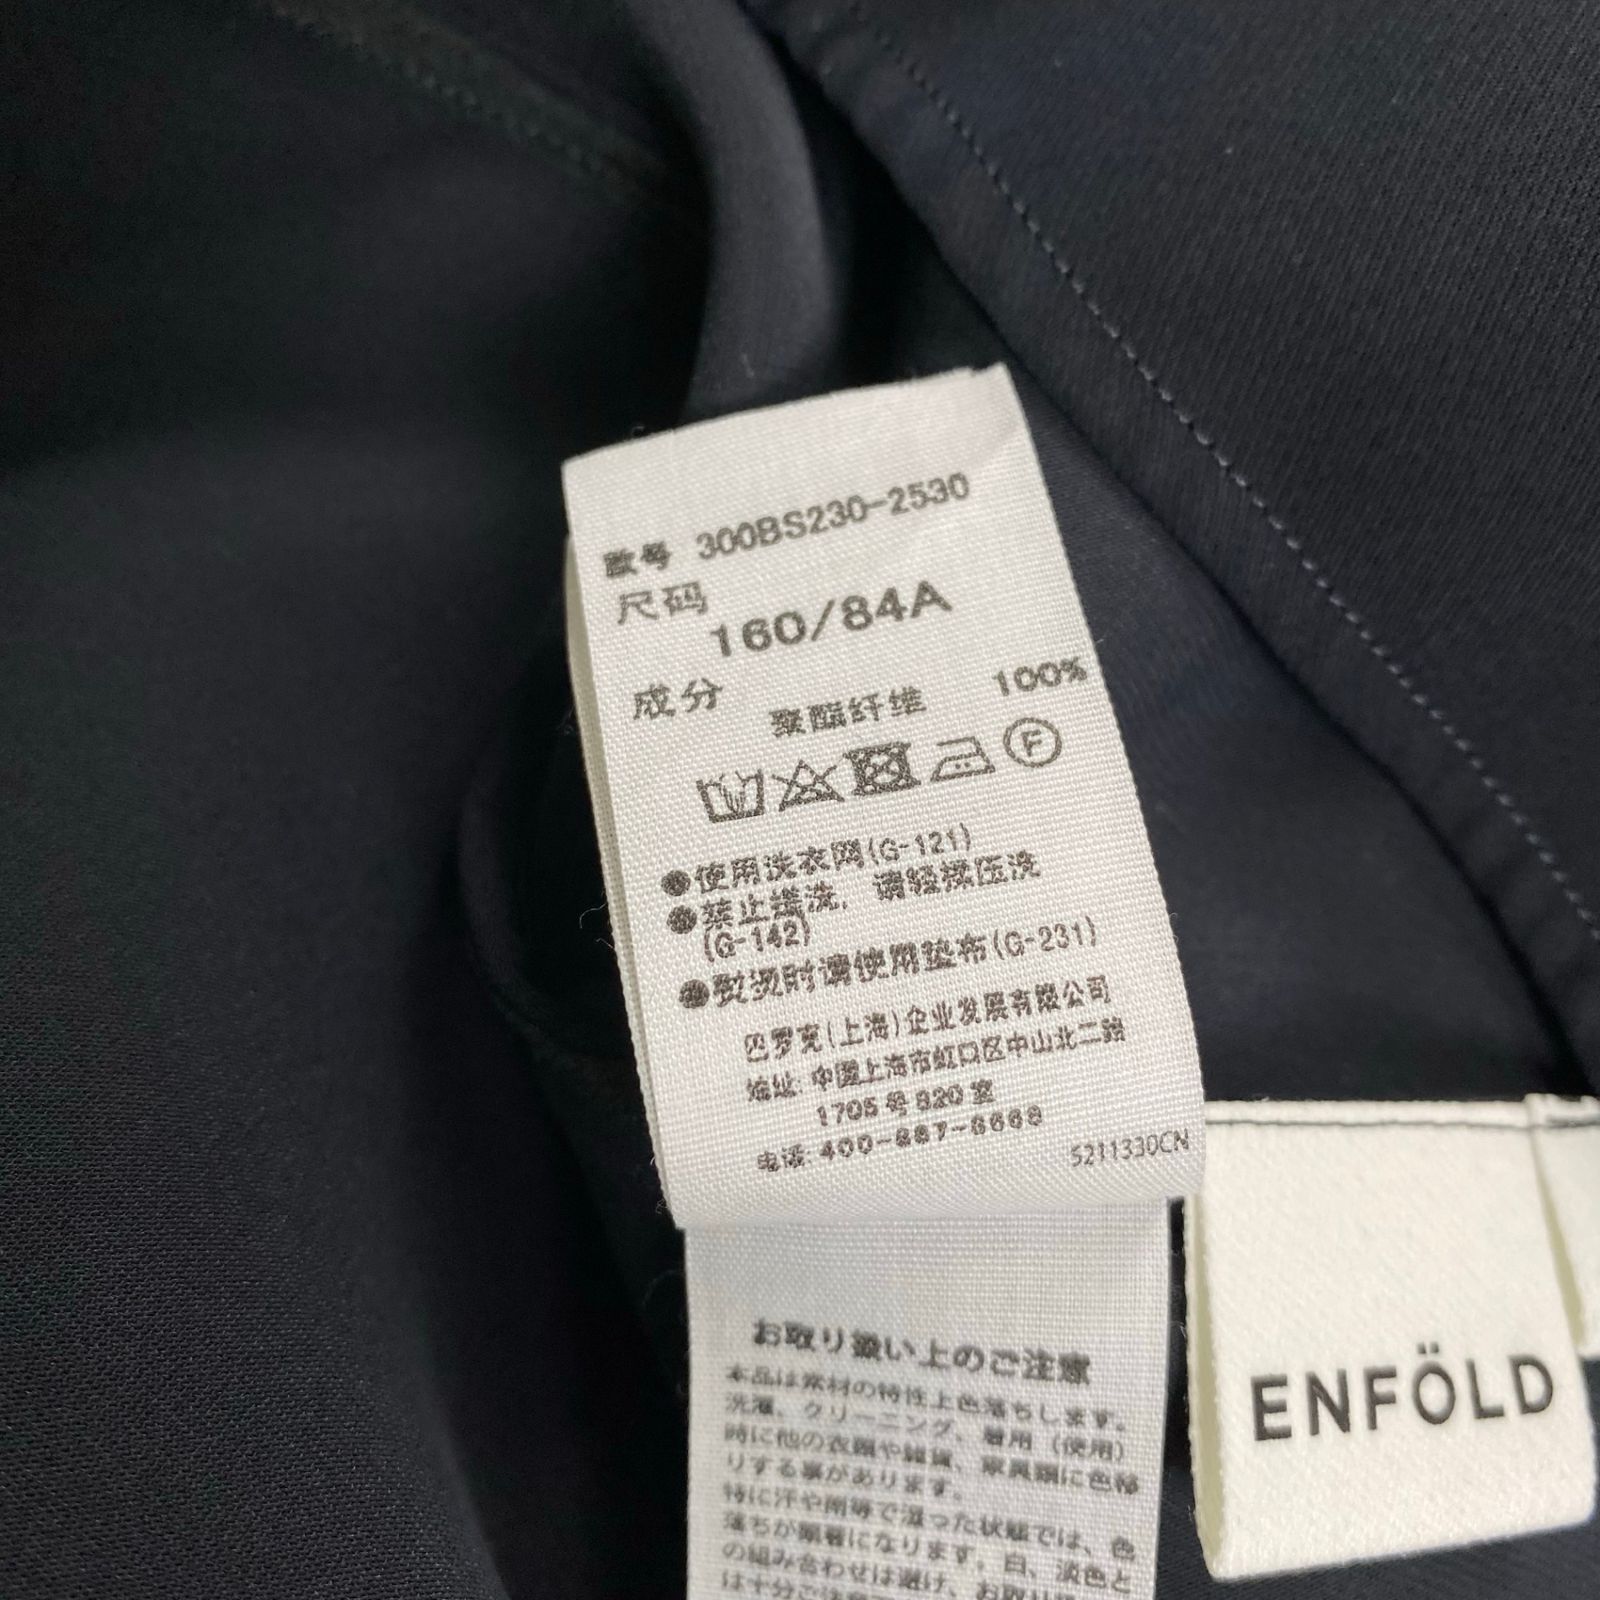 款号 300BS230-2530
尺码
160/84A
成分
聚酯纤维 100%
F
●使用洗衣网(G-121)
●禁止搓洗，请轻揉压洗
(G-142)
●熨烫时请使用垫布(G-231)
巴罗克(上海)企业发展有限公司
地址: 中国上海市虹口区中山北二路
1705号820室
电话: 400-887-6668
5211330CN
お取り扱い上のご注意
本品は素材の特性上色落ちします。
洗濯、クリーニング、着用（使用）
時に他の衣類や雑貨、家具類に色移
りする事があります。
特に汗や雨等で湿った状態では、色
落ちが顕著になります。白、淡色と
の組み合わせは避け、お取り扱
は十分ご注意
ENFÖLD